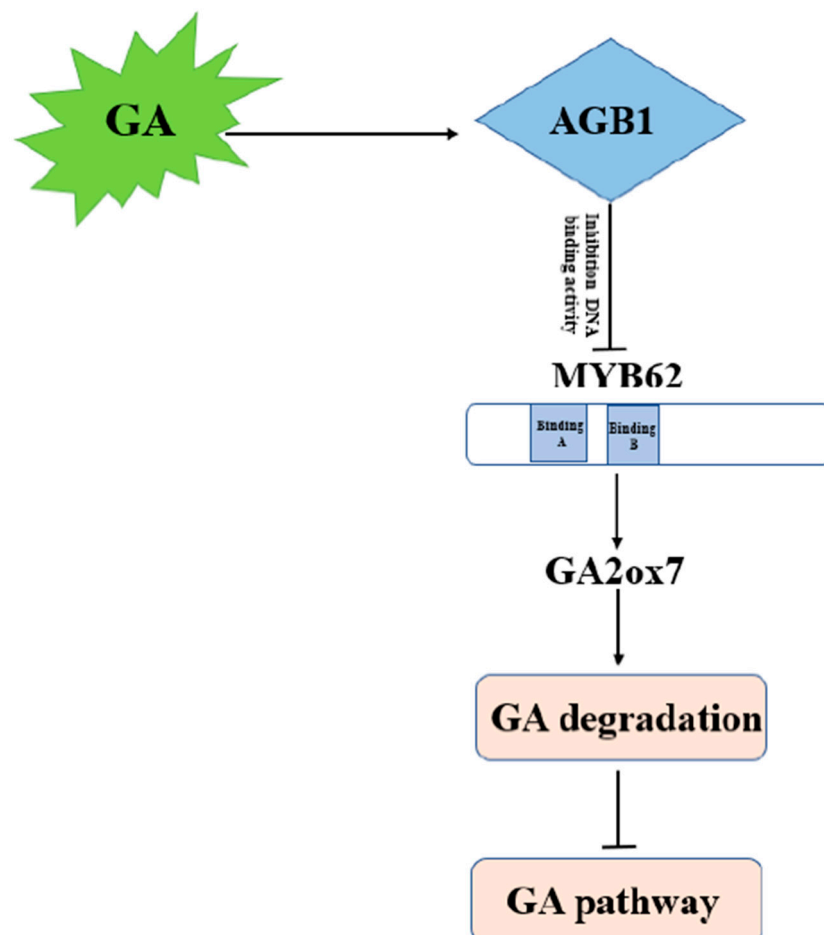 GA
AGB1
Inhibition DNA
binding activity
MYB62
Binding
A
Binding
B
GA2ox7
GA degradation
GA pathway